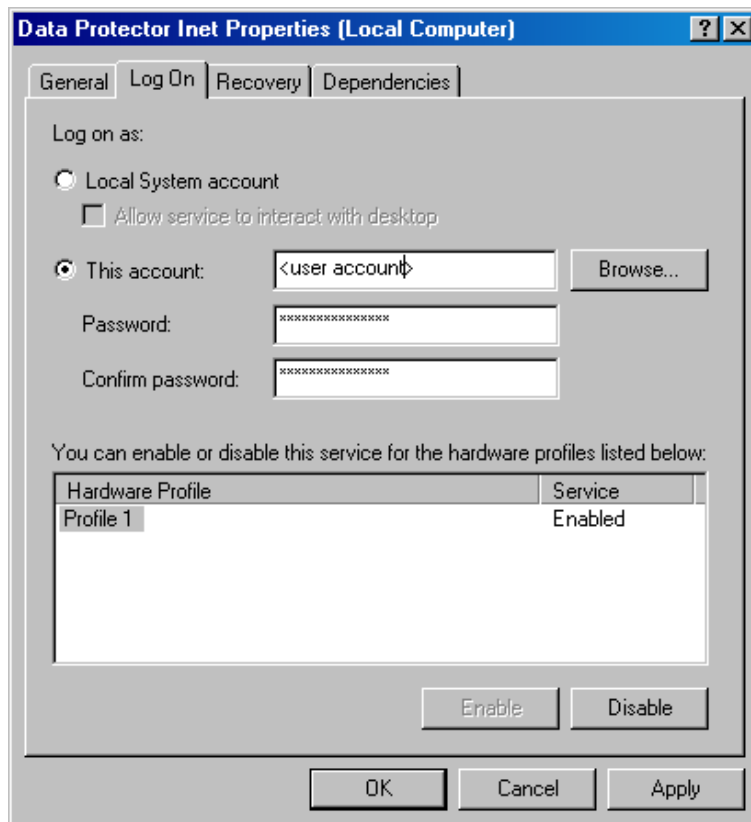 Data Protector Inet Properties (Local Computer) ? X
General Log On Recovery Dependencies
Log on as:
Local System account
Allow service to interact with desktop
This account: <user account> Browse...
Password: ***************
Confirm password: ***************
You can enable or disable this service for the hardware profiles listed below:
Hardware Profile Service
Profile 1 Enabled
Enable Disable
OK Cancel Apply